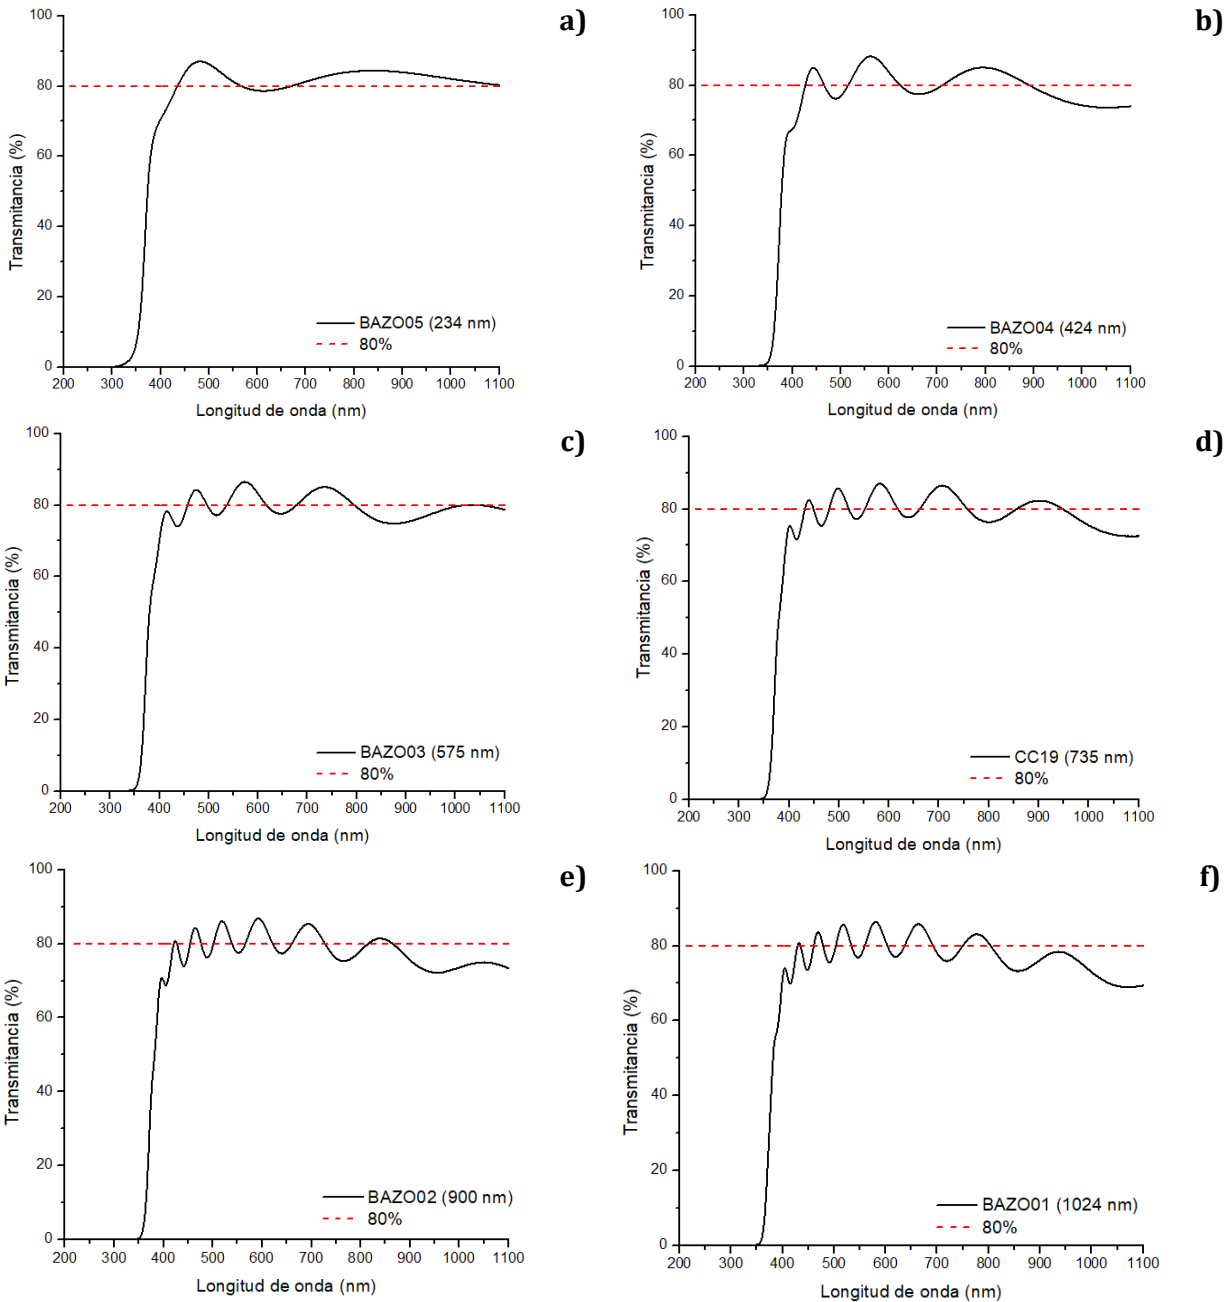 a)
100
80
60
40
20
0
Transmitancia (%)
BAZO05 (234 nm)
80%
200 300 400 500 600 700 800 900 1000 1100
Longitud de onda (nm)
b)
100
80
60
40
20
0
Transmitancia (%)
BAZO04 (424 nm)
80%
200 300 400 500 600 700 800 900 1000 1100
Longitud de onda (nm)
c)
100
80
60
40
20
0
Transmitancia (%)
BAZO03 (575 nm)
80%
200 300 400 500 600 700 800 900 1000 1100
Longitud de onda (nm)
d)
100
80
60
40
20
0
Transmitancia (%)
CC19 (735 nm)
80%
200 300 400 500 600 700 800 900 1000 1100
Longitud de onda (nm)
e)
100
80
60
40
20
0
Transmitancia (%)
BAZO02 (900 nm)
80%
200 300 400 500 600 700 800 900 1000 1100
Longitud de onda (nm)
f)
100
80
60
40
20
0
Transmitancia (%)
BAZO01 (1024 nm)
80%
200 300 400 500 600 700 800 900 1000 1100
Longitud de onda (nm)